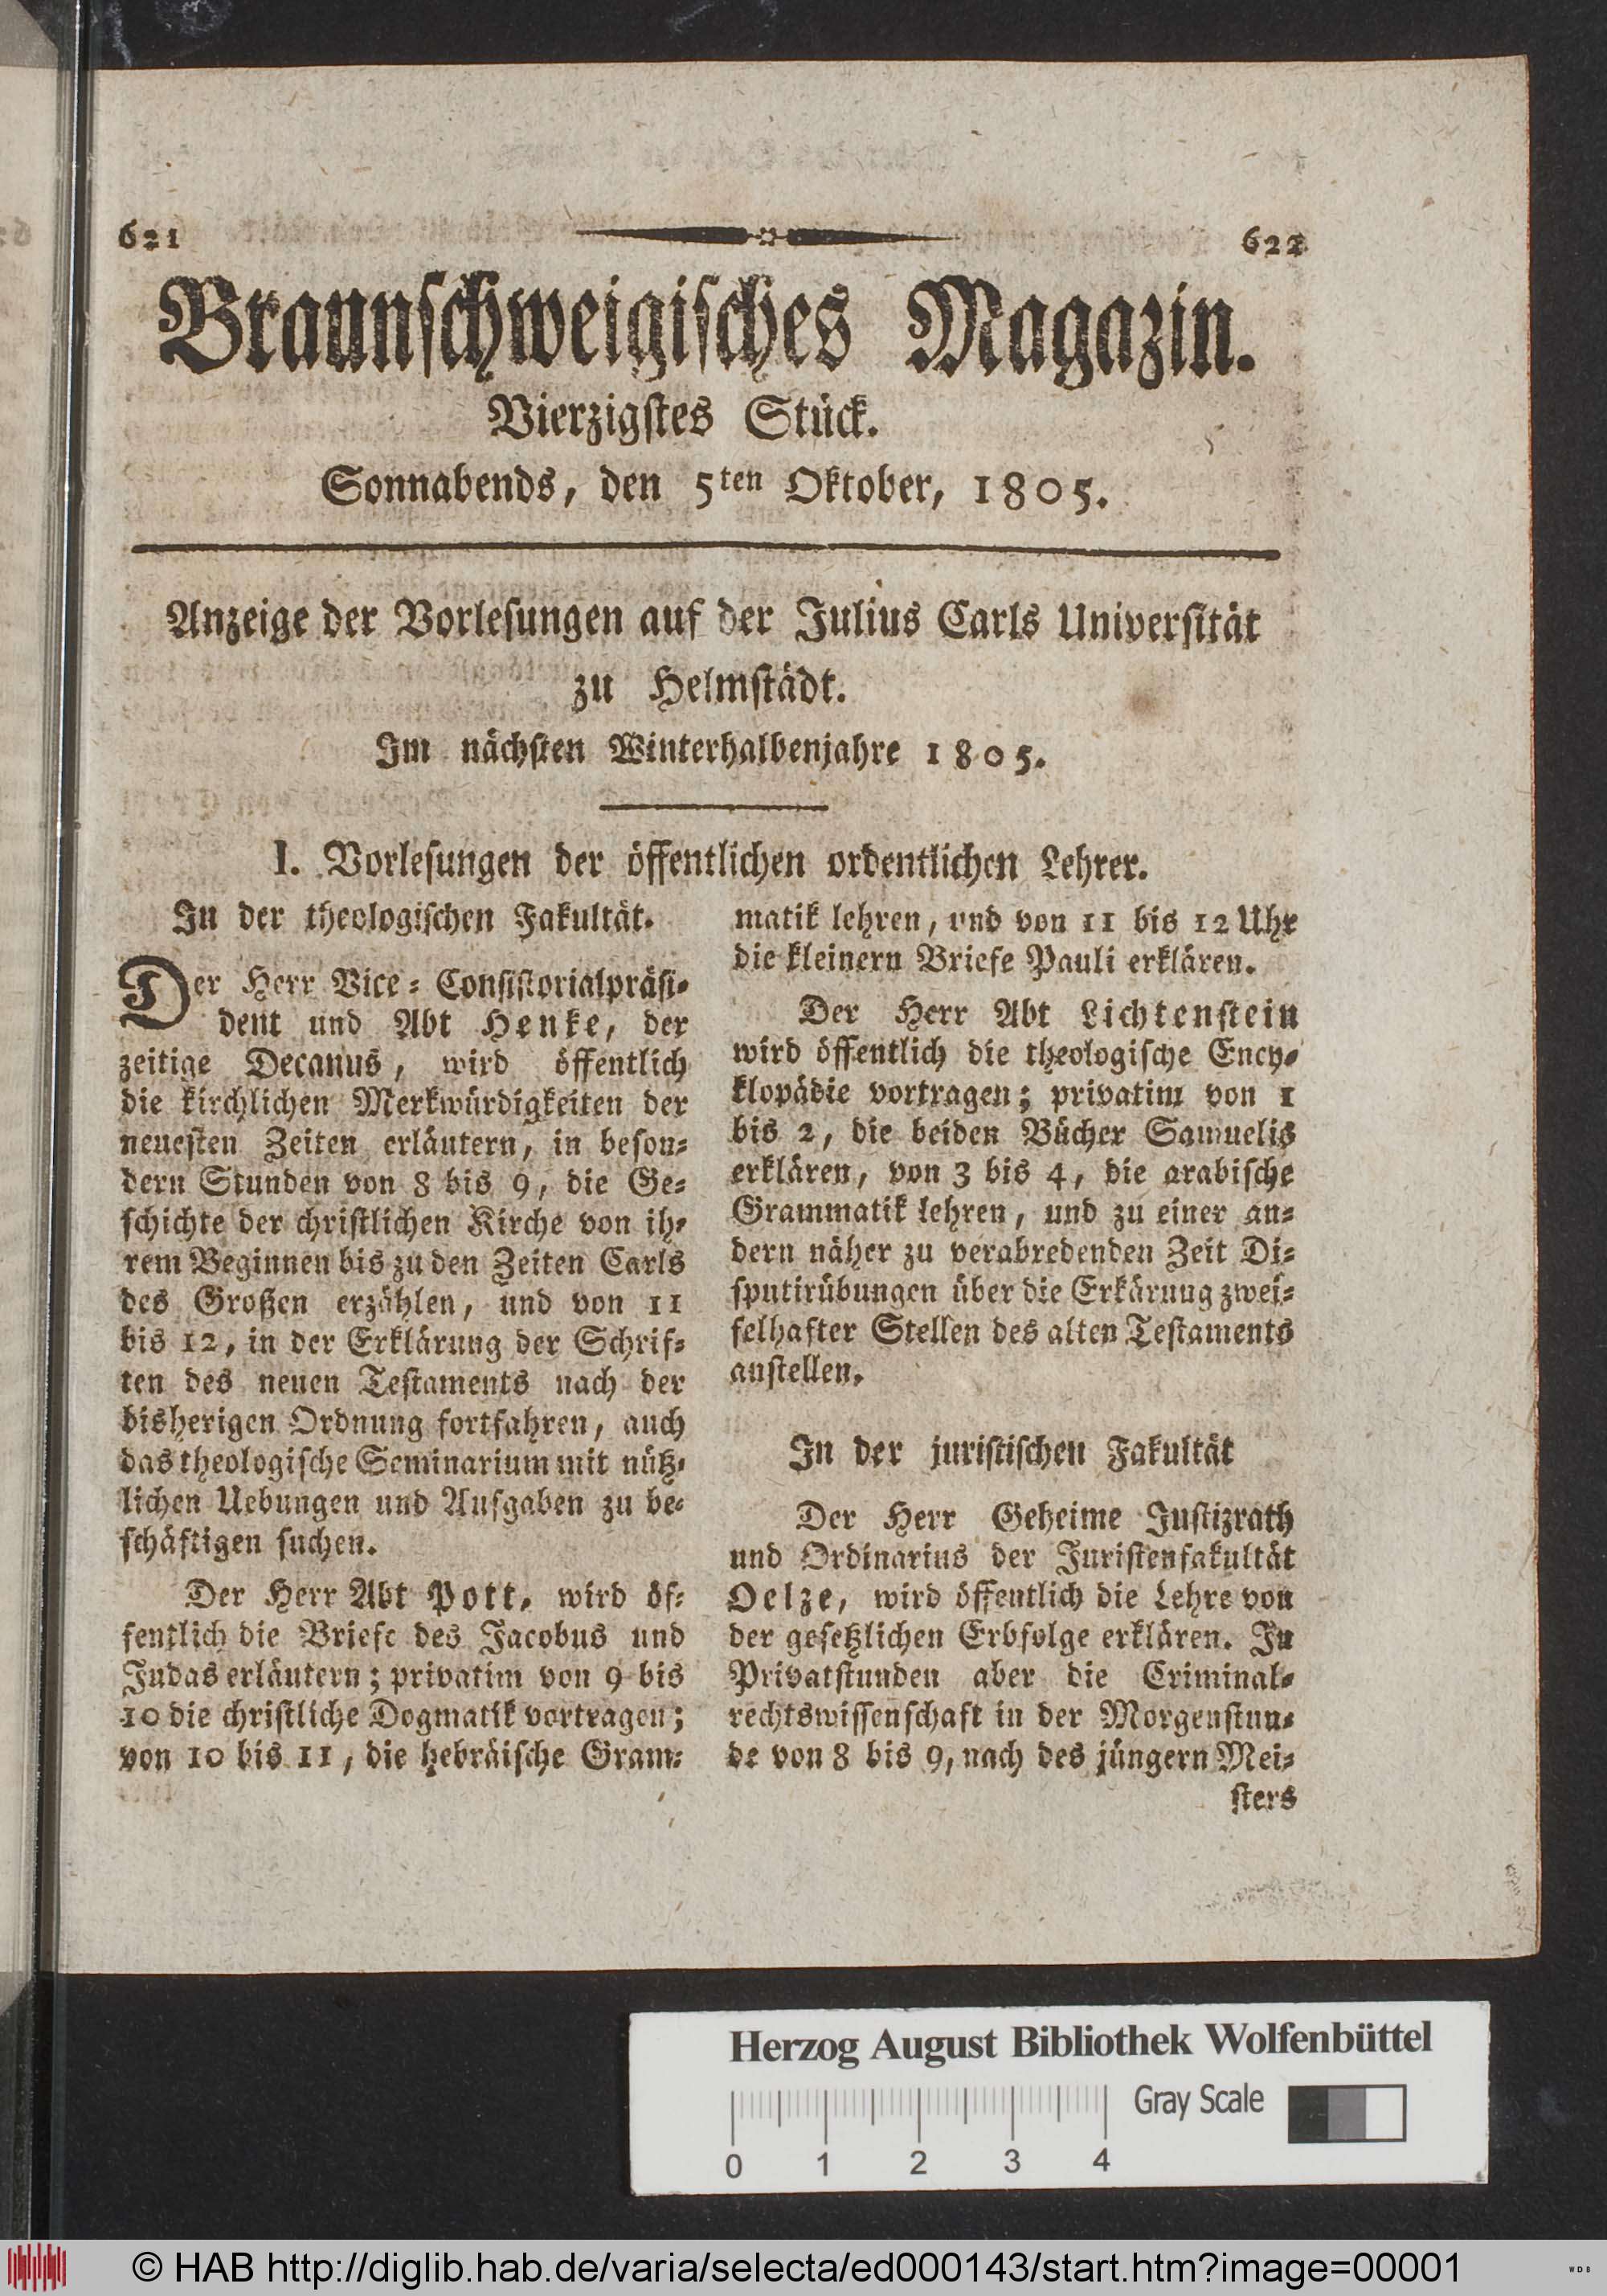 621
622
Braunschweigisches Magazin.
Vierzigstes Stück.
Sonnabends, den 5ten Oktober, 1805.
Anzeige der Vorlesungen auf der Julius Carls Universität
zu Helmstädt.
Im nächsten Winterhalbenjahre 1805.
I. Vorlesungen der öffentlichen ordentlichen Lehrer.
In der theologischen Fakultät.
Der Herr Vice-Consistorialpräsi-
dent und Abt Henke, der
zeitige Decanus, wird öffentlich
die kirchlichen Merkwürdigkeiten der
neuesten Zeiten erläutern, in beson-
dern Stunden von 8 bis 9, die Ge-
schichte der christlichen Kirche von ih-
rem Beginnen bis zu den Zeiten Carls
des Großen erzählen, und von 11
bis 12, in der Erklärung der Schrif-
ten des neuen Testaments nach der
bisherigen Ordnung fortfahren, auch
das theologische Seminarium mit nütz-
lichen Uebungen und Aufgaben zu be-
schäftigen suchen.
Der Herr Abt Pott, wird öf-
fentlich die Briefe des Jacobus und
Judas erläutern; privatim von 9 bis
10 die christliche Dogmatik vortragen;
von 10 bis 11, die hebräische Gram-
matik lehren, und von 11 bis 12 Uhr
die kleinern Briefe Pauli erklären.
Der Herr Abt Lichtenstein
wird öffentlich die theologische Ency-
klopädie vortragen; privatim von 1
bis 2, die beiden Bücher Samuelis
erklären, von 3 bis 4, die arabische
Grammatik lehren, und zu einer an-
dern näher zu verabredenden Zeit Di-
sputirübungen über die Erkärung zwei-
felhafter Stellen des alten Testaments
anstellen.
In der juristischen Fakultät
Der Herr Geheime Justizrath
und Ordinarius der Juristenfakultät
Oelze, wird öffentlich die Lehre von
der gesetzlichen Erbfolge erklären. In
Privatstunden aber die Criminal-
rechtswissenschaft in der Morgenstun-
de von 8 bis 9, nach des jüngern Mei-
sters
Herzog August Bibliothek Wolfenbüttel
Gray Scale
0 1 2 3 4
© HAB http://diglib.hab.de/varia/selecta/ed000143/start.htm?image=00001
WDB